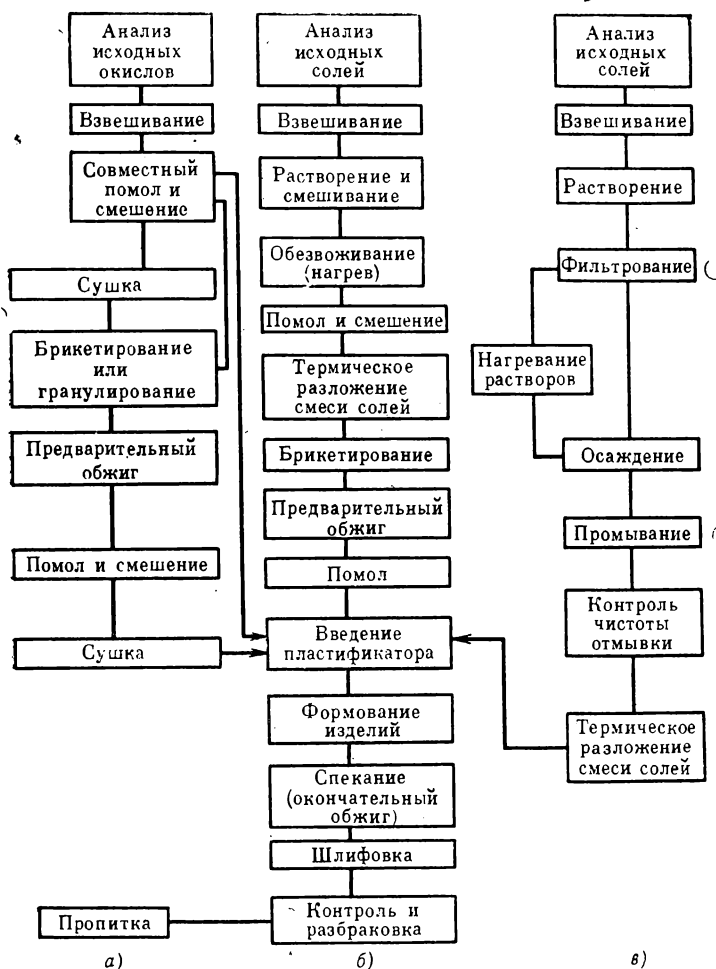 Анализ
исходных
окислов
Взвешивание
Совместный
помол и
смешение
Сушка
Брикетирование
или
гранулирование
Предварительный
обжиг
Помол и смешение
Сушка
Анализ
исходных
солей
Взвешивание
Растворение и
смешивание
Обезвоживание
(нагрев)
Помол и смешение
Термическое
разложение
смеси солей
Брикетирование
Предварительный
обжиг
Помол
Введение
пластификатора
Формование
изделий
Спекание
(окончательный
обжиг)
Шлифовка
Контроль и
разбраковка
Пропитка
Анализ
исходных
солей
Взвешивание
Растворение
Фильтрование
Нагревание
растворов
Осаждение
Промывание
Контроль
чистоты
отмывки
Термическое
разложение
смеси солей
а)
б)
в)